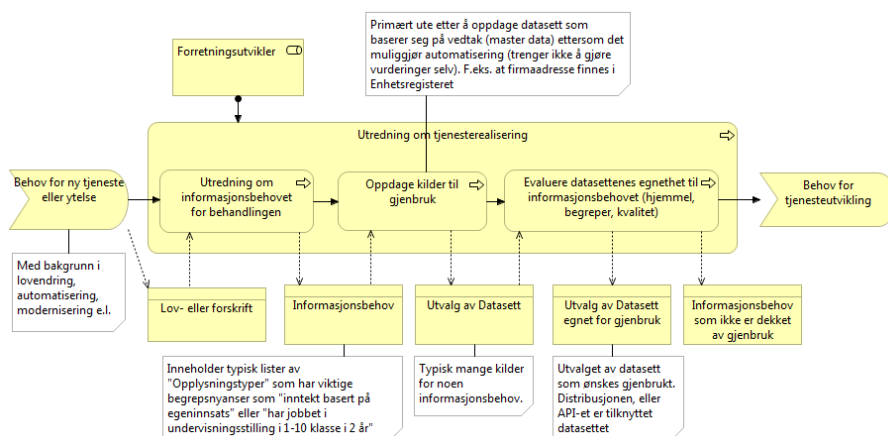 Primært ute etter å oppdage datasett som
baserer seg på vedtak (master data) ettersom det
muliggjør automatisering (trenger ikke å gjøre
vurderinger selv). F.eks. at firmaadresse finnes i
Enhetsregisteret
Forretningsutvikler
Utredning om tjenesterealisering
Behov for ny tjeneste
eller ytelse
Utredning om
informasjonsbehovet
for behandlingen
Oppdage kilder til
gjenbruk
Evaluere datasettenes egnethet til
informasjonsbehovet (hjemmel,
begreper, kvalitet)
Behov for
tjenesteutvikling
Med bakgrunn i
lovendring,
automatisering,
modernisering e.l.
Lov- eller forskrift
Informasjonsbehov
Utvalg av Datasett
Utvalg av Datasett
egnet for gjenbruk
Informasjonsbehov
som ikke er dekket
av gjenbruk
Inneholder typisk lister av
"Opplysningstyper" som har viktige
begrepsnyanser som "inntekt basert på
egeninnsats" eller "har jobbet i
undervisningsstilling i 1-10 klasse i 2 år"
Typisk mange kilder
for noen
informasjonsbehov.
Utvalget av datasett
som ønskes gjenbrukt.
Distribusjonen, eller
API-et er tilknyttet
datasettet